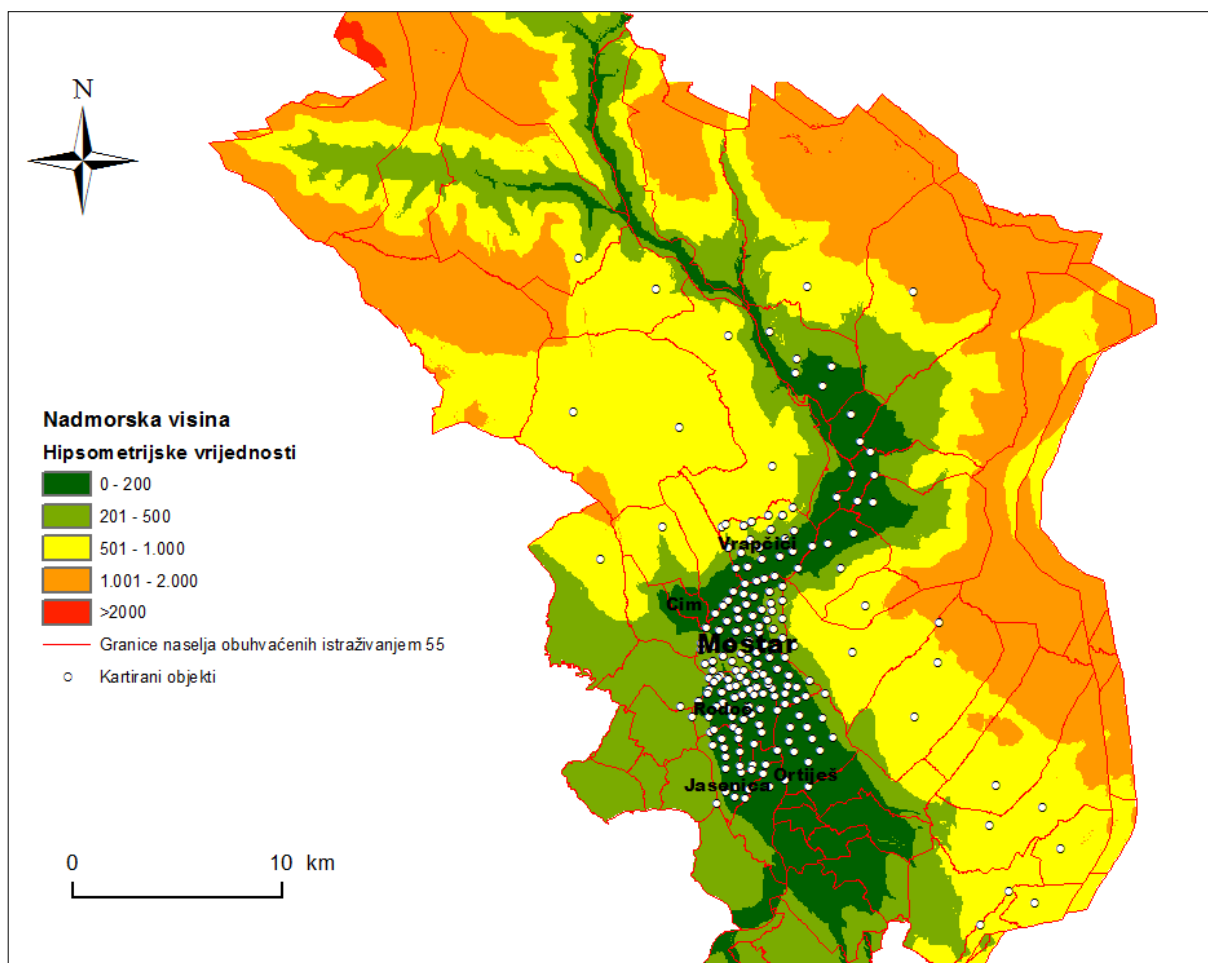 N
Nadmorska visina
Hipsometrijske vrijednosti
0 - 200
201 - 500
501 - 1.000
1.001 - 2.000
>2000
Granice naselja obuhvaćenih istraživanjem 55
Kartirani objekti
Vrapčići
Cim
Mostar
Rodoč
Ortiješ
Jasenica
0 10 km